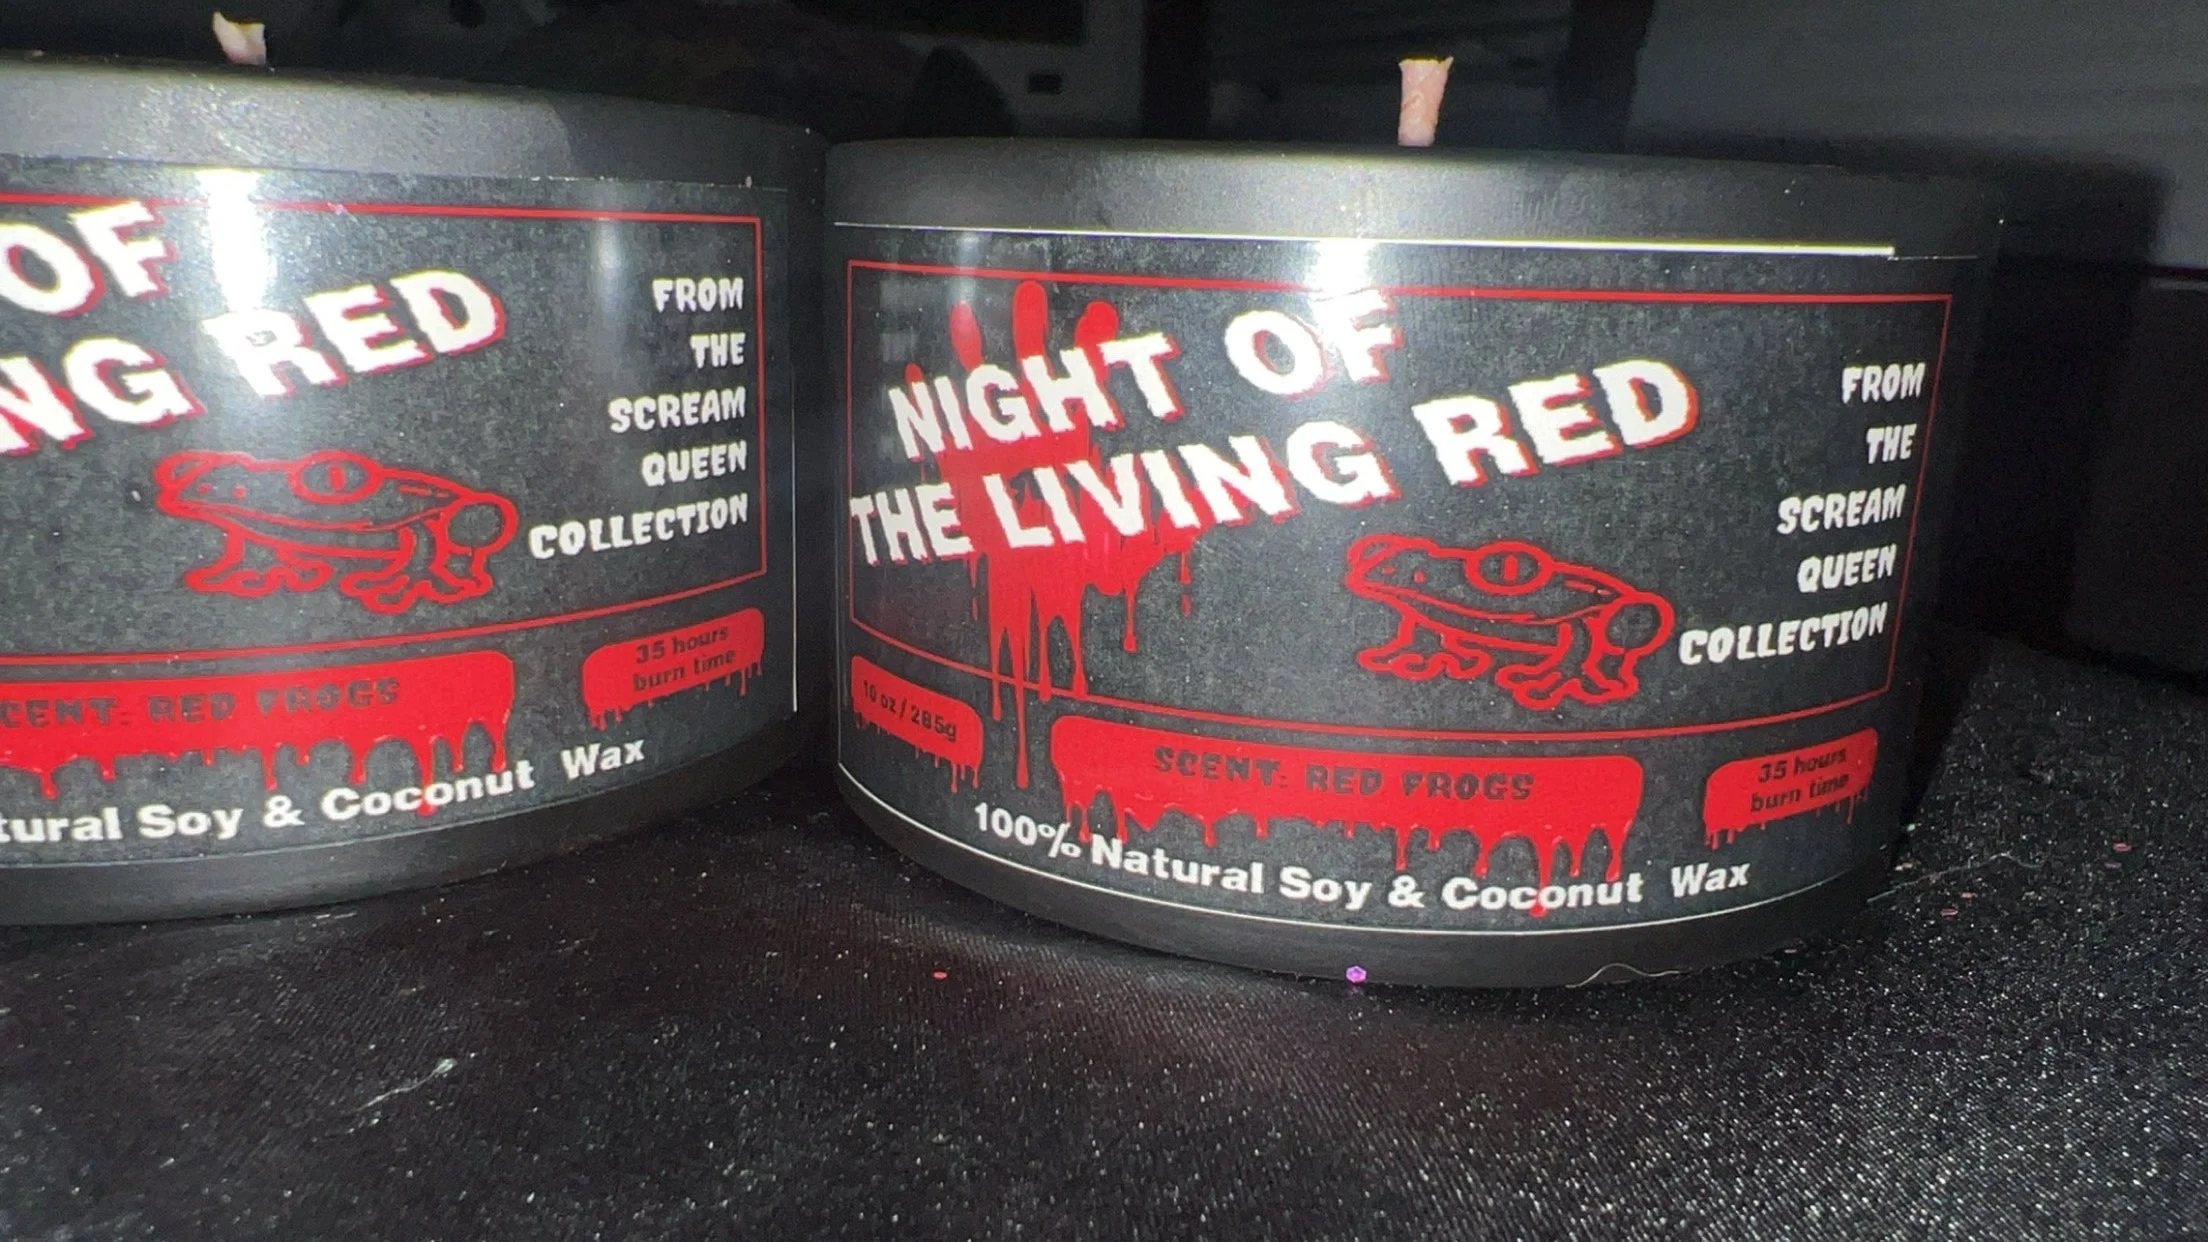 OF
NG RED
FROM
THE
SCREAM
QUEEN
COLLECTION
CENT: RED FROGS
35 hours
burn time
tural Soy & Coconut Wax
NIGHT OF
THE LIVING RED
FROM
THE
SCREAM
QUEEN
COLLECTION
10 oz / 285g
SCENT: RED FROGS
35 hours
burn time
100% Natural Soy & Coconut Wax